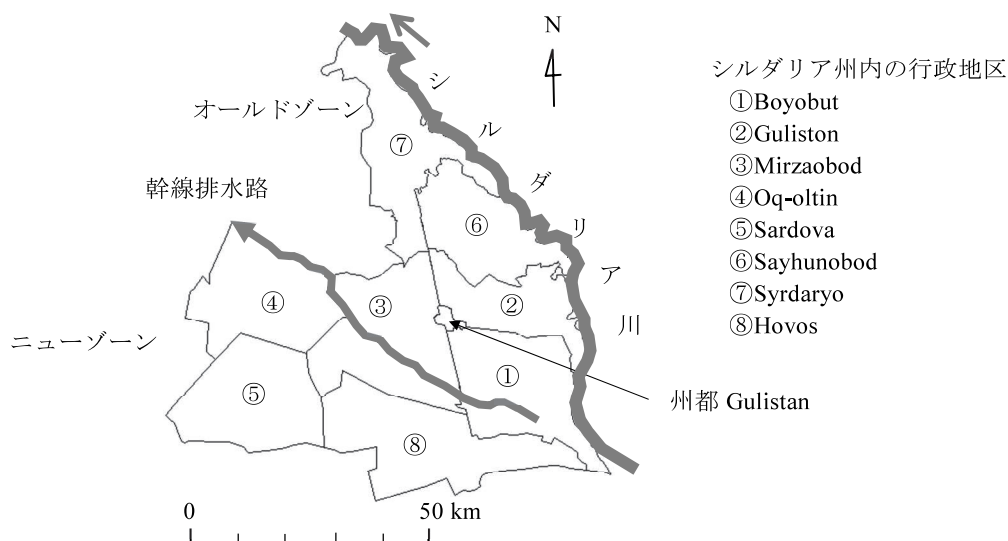 N
シルダリア川
オールドゾーン
⑦
幹線排水路
⑥
④
③
②
ニューゾーン
⑤
①
⑧
州都 Gulistan
0 50 km
シルダリア州内の行政地区
①Boyobut
②Guliston
③Mirzaobod
④Oq-oltin
⑤Sardova
⑥Sayhunobod
⑦Syrdaryo
⑧Hovos